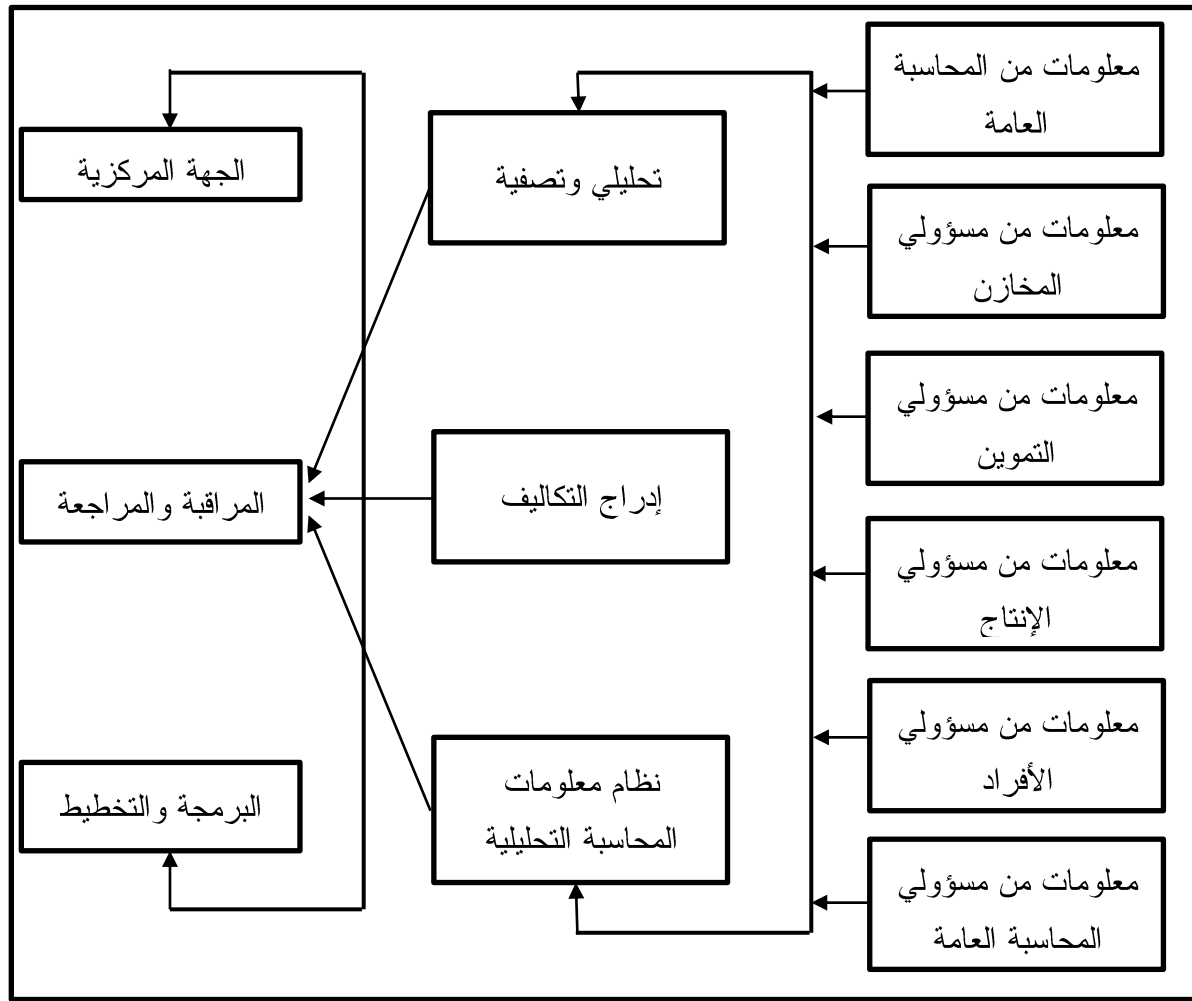 معلومات من المحاسبة
العامة
معلومات من مسؤولي
المخازن
معلومات من مسؤولي
التموين
معلومات من مسؤولي
الإنتاج
معلومات من مسؤولي
الأفراد
معلومات من مسؤولي
المحاسبة العامة
تحليلي وتصفية
إدراج التكاليف
نظام معلومات
المحاسبة التحليلية
الجهة المركزية
المراقبة والمراجعة
البرمجة والتخطيط